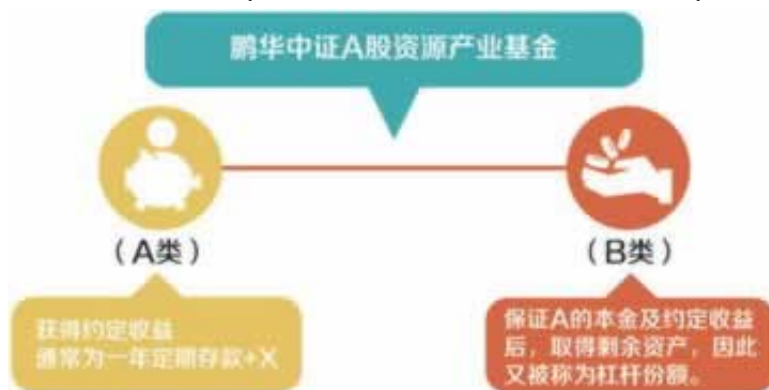 鹏华中证A股资源产业基金
（A类）
（B类）
获得约定收益
通常为一年定期存款+X
保证A的本金及约定收益
后，取得剩余资产，因此
又被称为杠杆份额。